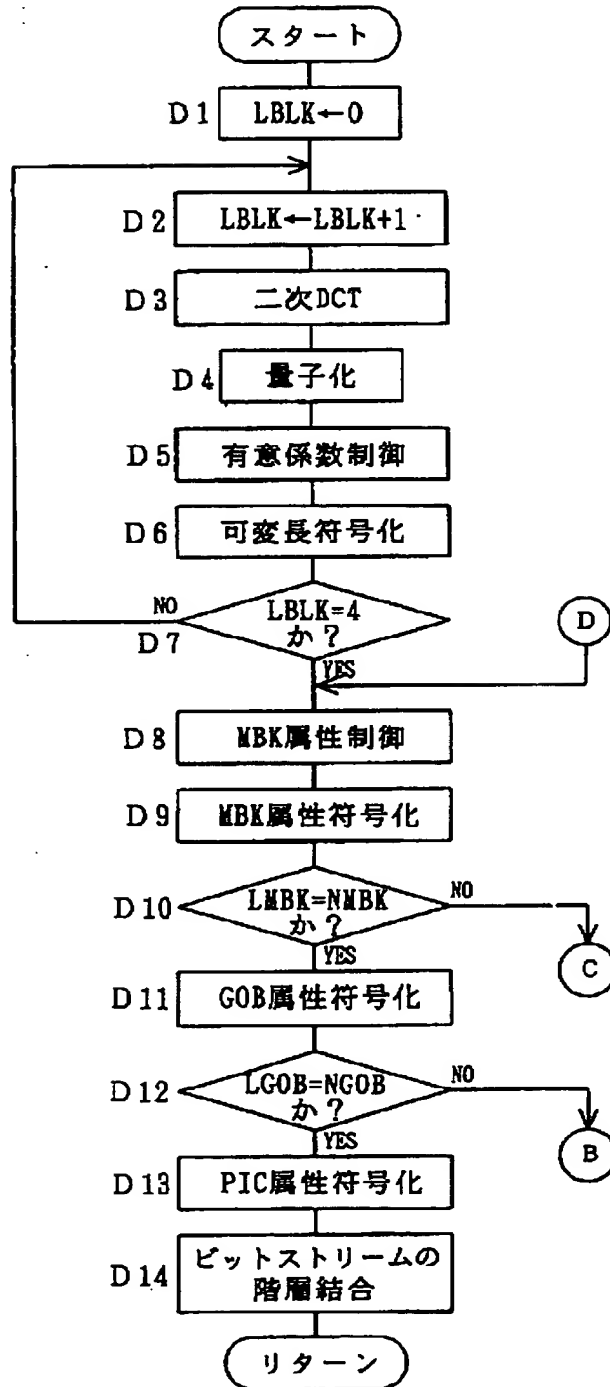 スタート
D1
LBLK←0
D2
LBLK←LBLK+1
D3
二次DCT
D4
量子化
D5
有意係数制御
D6
可変長符号化
NO
D7
LBLK=4
か？
YES
D
D8
MBK属性制御
D9
MBK属性符号化
D10
LMBK=NMBK
か？
NO
YES
C
D11
GOB属性符号化
D12
LGOB=NGOB
か？
NO
YES
B
D13
PIC属性符号化
D14
ビットストリームの
階層結合
リターン